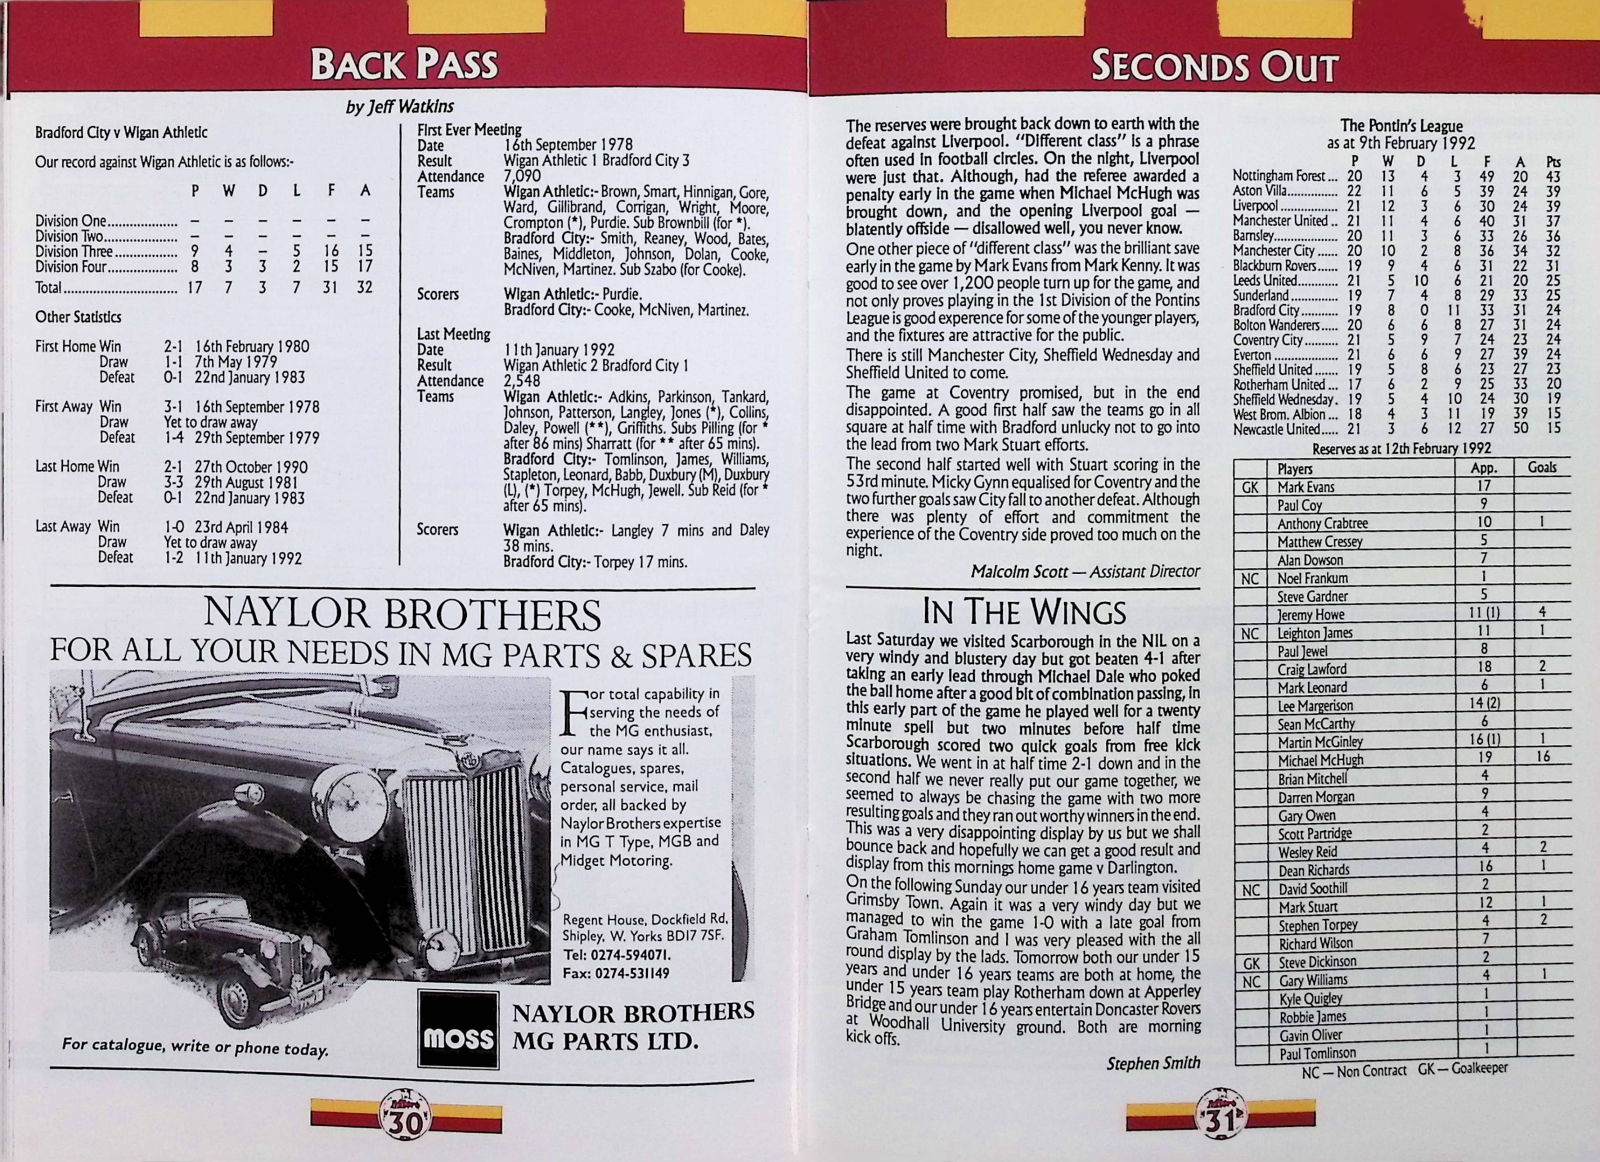 BACK PASS
by Jeff Watkins
Bradford City v Wigan Athletic
Our record against Wigan Athletic is as follows:-
P W D L F A
Division One...................... – – – – – –
Division Two...................... – – – – – –
Division Three................... 9 4 – 5 16 15
Division Four..................... 8 3 3 2 15 17
Total................................ 17 7 3 7 31 32
Other Statistics
First Home Win 2-1 16th February 1980
Draw 1-1 7th May 1979
Defeat 0-1 22nd January 1983
First Away Win 3-1 16th September 1978
Draw Yet to draw away
Defeat 1-4 29th September 1979
Last Home Win 2-1 27th October 1990
Draw 3-3 29th August 1981
Defeat 0-1 22nd January 1983
Last Away Win 1-0 23rd April 1984
Draw Yet to draw away
Defeat 1-2 11th January 1992
First Ever Meeting
Date 16th September 1978
Result Wigan Athletic 1 Bradford City 3
Attendance 7,090
Teams Wigan Athletic:- Brown, Smart, Hinnigan, Gore,
Ward, Gillibrand, Corrigan, Wright, Moore,
Crompton (*), Purdie. Sub Brownbill (for *).
Bradford City:- Smith, Reaney, Wood, Bates,
Baines, Middleton, Johnson, Dolan, Cooke,
McNiven, Martinez. Sub Szabo (for Cooke).
Scorers Wigan Athletic:- Purdie.
Bradford City:- Cooke, McNiven, Martinez.
Last Meeting
Date 11th January 1992
Result Wigan Athletic 2 Bradford City 1
Attendance 2,548
Teams Wigan Athletic:- Adkins, Parkinson, Tankard,
Johnson, Patterson, Langley, Jones (*), Collins,
Daley, Powell (**), Griffiths. Subs Pilling (for *
after 86 mins) Sharratt (for ** after 65 mins).
Bradford City:- Tomlinson, James, Williams,
Stapleton, Leonard, Babb, Duxbury (M), Duxbury
(L), (*) Torpey, McHugh, Jewell. Sub Reid (for *
after 65 mins).
Scorers Wigan Athletic:- Langley 7 mins and Daley
38 mins.
Bradford City:- Torpey 17 mins.
NAYLOR BROTHERS
FOR ALL YOUR NEEDS IN MG PARTS & SPARES
For total capability in
serving the needs of
the MG enthusiast,
our name says it all.
Catalogues, spares,
personal service, mail
order, all backed by
Naylor Brothers expertise
in MG T Type, MGB and
Midget Motoring.
Regent House, Dockfield Rd,
Shipley, W. Yorks BD17 7SF.
Tel: 0274-594071.
Fax: 0274-531149
moss
NAYLOR BROTHERS
MG PARTS LTD.
For catalogue, write or phone today.
30
SECONDS OUT
The reserves were brought back down to earth with the
defeat against Liverpool. "Different class" is a phrase
often used in football circles. On the night, Liverpool
were just that. Although, had the referee awarded a
penalty early in the game when Michael McHugh was
brought down, and the opening Liverpool goal —
blatently offside — disallowed well, you never know.
One other piece of "different class" was the brilliant save
early in the game by Mark Evans from Mark Kenny. It was
good to see over 1,200 people turn up for the game, and
not only proves playing in the 1st Division of the Pontins
League is good experence for some of the younger players,
and the fixtures are attractive for the public.
There is still Manchester City, Sheffield Wednesday and
Sheffield United to come.
The game at Coventry promised, but in the end
disappointed. A good first half saw the teams go in all
square at half time with Bradford unlucky not to go into
the lead from two Mark Stuart efforts.
The second half started well with Stuart scoring in the
53rd minute. Micky Gynn equalised for Coventry and the
two further goals saw City fall to another defeat. Although
there was plenty of effort and commitment the
experience of the Coventry side proved too much on the
night.
Malcolm Scott — Assistant Director
IN THE WINGS
Last Saturday we visited Scarborough in the NIL on a
very windy and blustery day but got beaten 4-1 after
taking an early lead through Michael Dale who poked
the ball home after a good bit of combination passing, in
this early part of the game he played well for a twenty
minute spell but two minutes before half time
Scarborough scored two quick goals from free kick
situations. We went in at half time 2-1 down and in the
second half we never really put our game together, we
seemed to always be chasing the game with two more
resulting goals and they ran out worthy winners in the end.
This was a very disappointing display by us but we shall
bounce back and hopefully we can get a good result and
display from this mornings home game v Darlington.
On the following Sunday our under 16 years team visited
Grimsby Town. Again it was a very windy day but we
managed to win the game 1-0 with a late goal from
Graham Tomlinson and I was very pleased with the all
round display by the lads. Tomorrow both our under 15
years and under 16 years teams are both at home, the
under 15 years team play Rotherham down at Apperley
Bridge and our under 16 years entertain Doncaster Rovers
at Woodhall University ground. Both are morning
kick offs.
Stephen Smith
The Pontin's League
as at 9th February 1992
P W D L F A Pts
Nottingham Forest... 20 13 4 3 49 20 43
Aston Villa............... 22 11 6 5 39 24 39
Liverpool................. 21 12 3 6 30 24 39
Manchester United.. 21 11 4 6 40 31 37
Barnsley................... 20 11 3 6 33 26 36
Manchester City...... 20 10 2 8 36 34 32
Blackburn Rovers...... 19 9 4 6 31 22 31
Leeds United............ 21 5 10 6 21 20 25
Sunderland.............. 19 7 4 8 29 33 25
Bradford City........... 19 8 0 11 33 31 24
Bolton Wanderers..... 20 6 6 8 27 31 24
Coventry City.......... 21 5 9 7 24 23 24
Everton................... 21 6 6 9 27 39 24
Sheffield United....... 19 5 8 6 23 27 23
Rotherham United... 17 6 2 9 25 33 20
Sheffield Wednesday. 19 5 4 10 24 30 19
West Brom. Albion... 18 4 3 11 19 39 15
Newcastle United..... 21 3 6 12 27 50 15
Reserves as at 12th February 1992
Players App. Goals
GK Mark Evans 17
Paul Coy 9
Anthony Crabtree 10 1
Matthew Cressey 5
Alan Dowson 7
NC Noel Frankum 1
Steve Gardner 5
Jeremy Howe 11 (1) 4
NC Leighton James 11 1
Paul Jewel 8
Craig Lawford 18 2
Mark Leonard 6 1
Lee Margerison 14 (2)
Sean McCarthy 6
Martin McGinley 16 (1) 1
Michael McHugh 19 16
Brian Mitchell 4
Darren Morgan 9
Gary Owen 4
Scott Partridge 2
Wesley Reid 4 2
Dean Richards 16 1
NC David Soothill 2
Mark Stuart 12 1
Stephen Torpey 4 2
Richard Wilson 7
GK Steve Dickinson 2
NC Gary Williams 4 1
Kyle Quigley 1
Robbie James 1
Gavin Oliver 1
Paul Tomlinson 1
NC — Non Contract GK — Goalkeeper
31